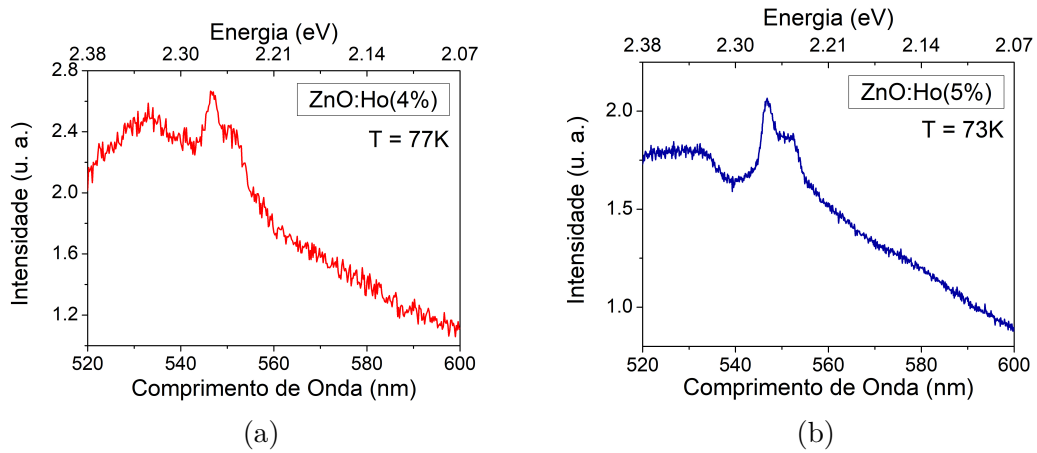 Energia (eV)
2.38 2.30 2.21 2.14 2.07
2.8
2.4
2.0
1.6
1.2
Intensidade (u. a.)
ZnO:Ho(4%)
T = 77K
520 540 560 580 600
Comprimento de Onda (nm)
(a)
Energia (eV)
2.38 2.30 2.21 2.14 2.07
2.0
1.5
1.0
Intensidade (u. a.)
ZnO:Ho(5%)
T = 73K
520 540 560 580 600
Comprimento de Onda (nm)
(b)